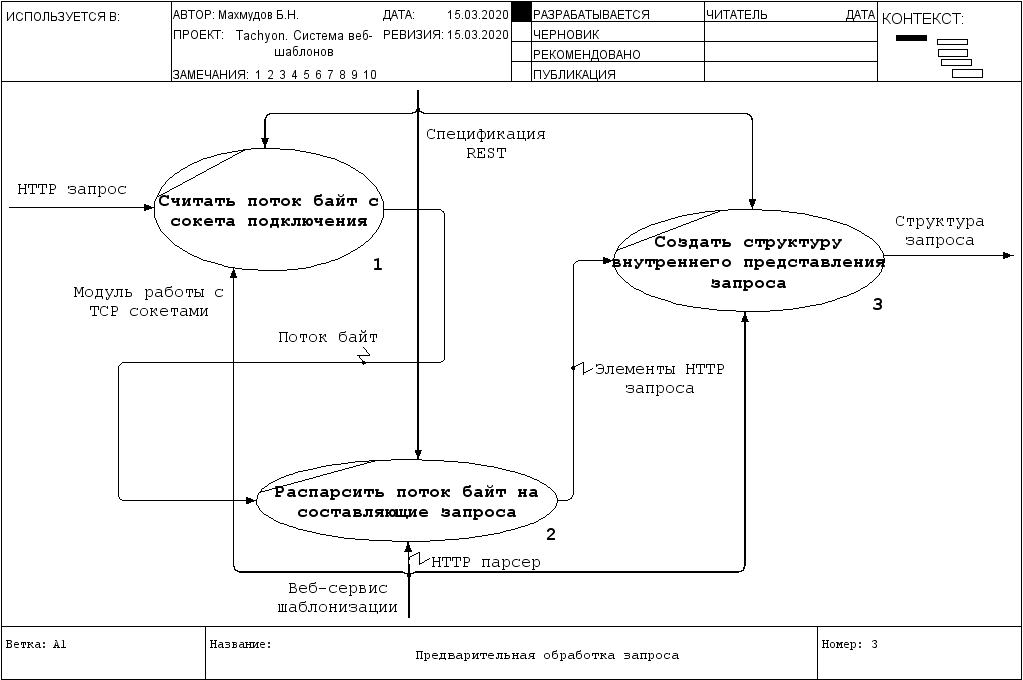 ИСПОЛЬЗУЕТСЯ В:
АВТОР: Махмудов Б.Н.
ДАТА: 15.03.2020
ПРОЕКТ: Tachyon. Система веб-
шаблонов
РЕВИЗИЯ: 15.03.2020
ЗАМЕЧАНИЯ: 1 2 3 4 5 6 7 8 9 10
РАЗРАБАТЫВАЕТСЯ
ЧЕРНОВИК
РЕКОМЕНДОВАНО
ПУБЛИКАЦИЯ
ЧИТАТЕЛЬ
ДАТА
КОНТЕКСТ:
Спецификация
REST
HTTP запрос
Считать поток байт с
сокета подключения
1
Структура
запроса
Создать структуру
внутреннего представления
запроса
3
Модуль работы с
TCP сокетами
Поток байт
Элементы HTTP
запроса
Распарсить поток байт на
составляющие запроса
2
HTTP парсер
Веб-сервис
шаблонизации
Ветка: A1
Название:
Предварительная обработка запроса
Номер: 3